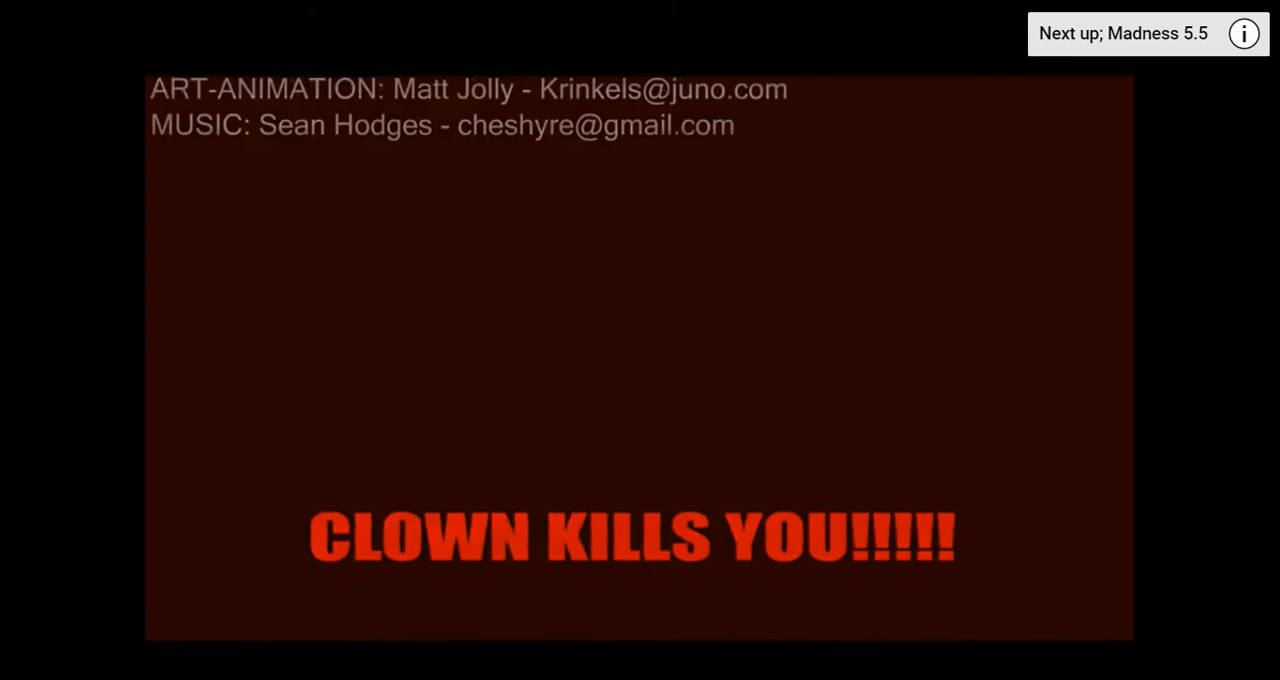 Next up; Madness 5.5
ART-ANIMATION: Matt Jolly - Krinkels@juno.com
MUSIC: Sean Hodges - cheshyre@gmail.com
CLOWN KILLS YOU!!!!!